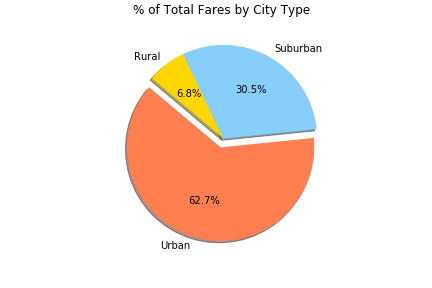 % of Total Fares by City Type
Suburban
Rural
30.5%
6.8%
62.7%
Urban